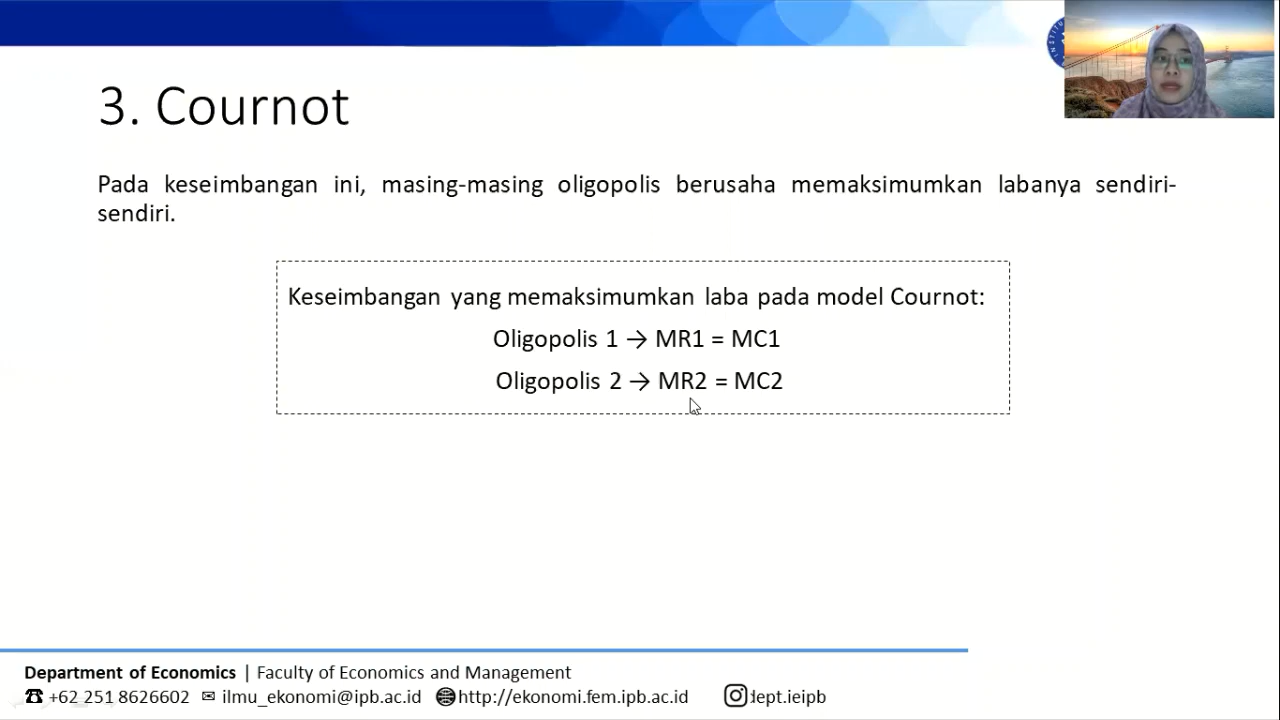 3. Cournot
Pada keseimbangan ini, masing-masing oligopolis berusaha memaksimumkan labanya sendiri-
sendiri.
Keseimbangan yang memaksimumkan laba pada model Cournot:
Oligopolis 1 → MR1 = MC1
Oligopolis 2 → MR2 = MC2
Department of Economics | Faculty of Economics and Management
+62 251 8626602 ilmu_ekonomi@ipb.ac.id http://ekonomi.fem.ipb.ac.id